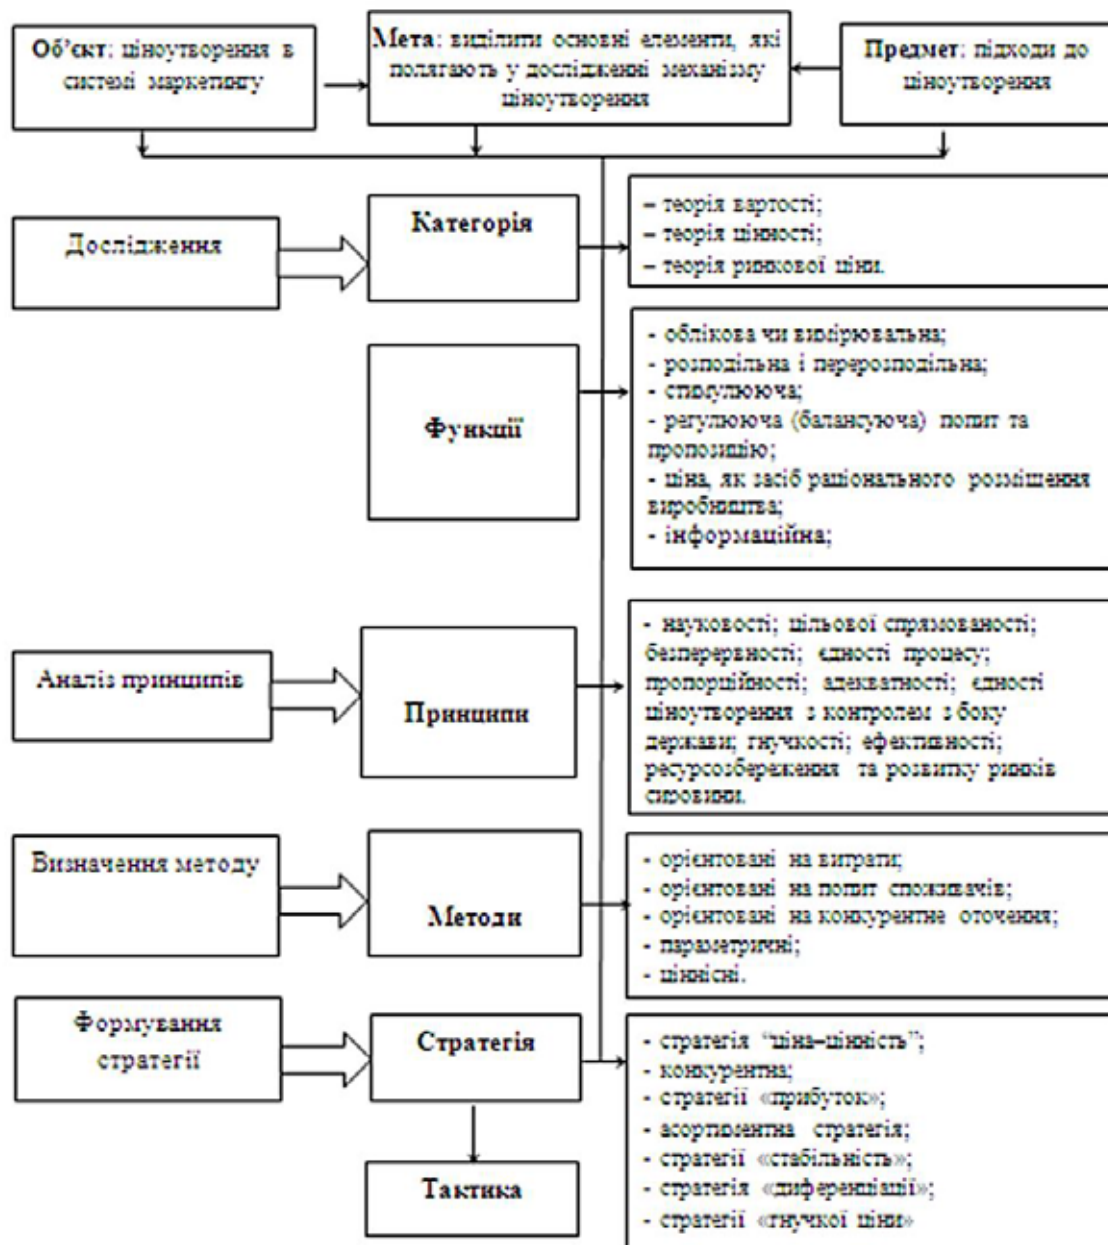 Об’єкт: ціноутворення в
системі маркетингу
Мета: виділити основні елементи, які
полягають у дослідженні механізму
ціноутворення
Предмет: підходи до
ціноутворення
Дослідження
Категорія
– теорія вартості;
– теорія цінності;
– теорія ринкової ціни.
Функції
- облікова чи вимірювальна;
- розподільна і перерозподільна;
- стимулююча;
- регулююча (балансуюча) попит та
пропозицію;
- ціна, як засіб раціонального розміщення
виробництва;
- інформаційна;
Аналіз принципів
Принципи
- науковості; цільової спрямованості;
безперервності; єдності процесу;
пропорційності; адекватності; єдності
ціноутворення з контролем з боку
держави; гнучкості; ефективності;
ресурсозбереження та розвитку ринків
сировини.
Визначення методу
Методи
- орієнтовані на витрати;
- орієнтовані на попит споживачів;
- орієнтовані на конкурентне оточення;
- параметричні;
- ціннісні.
Формування
стратегії
Стратегія
- стратегія “ціна–цінність”;
- конкурентна;
- стратегії «прибуток»;
- асортиментна стратегія;
- стратегії «стабільність»;
- стратегія «диференціації»;
- стратегії «гнучкої ціни»
Тактика